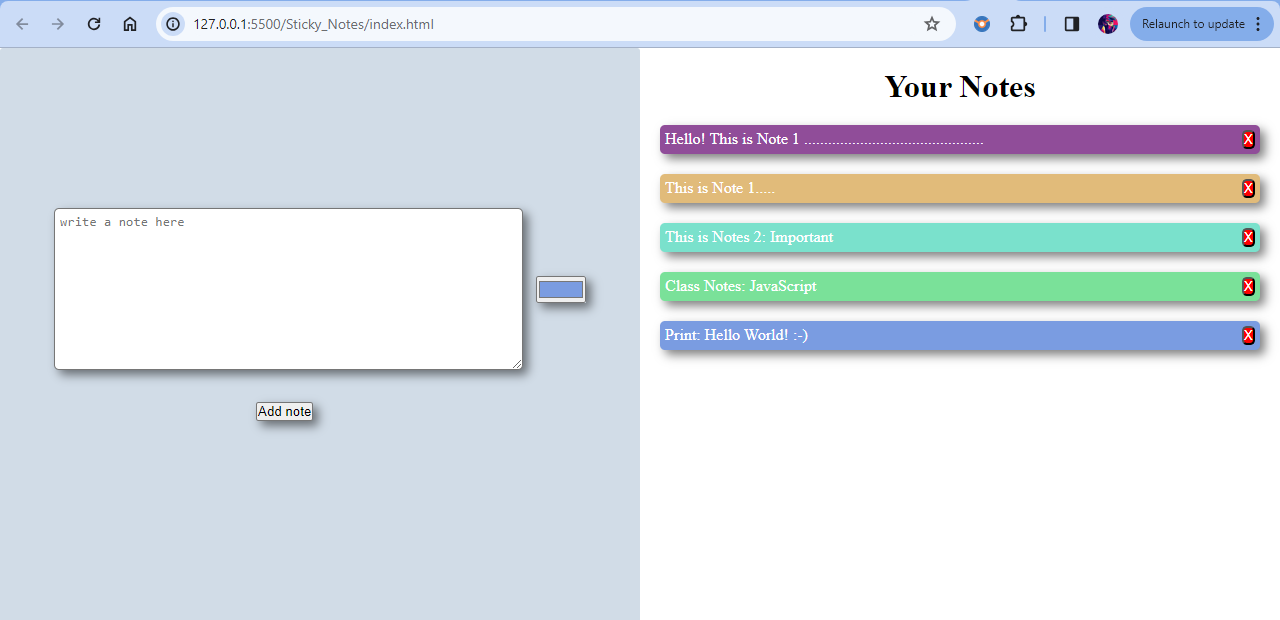 127.0.0.1:5500/Sticky_Notes/index.html
Relaunch to update
Your Notes
Hello! This is Note 1 .............................................
X
This is Note 1.....
X
This is Notes 2: Important
X
Class Notes: JavaScript
X
Print: Hello World! :-)
X
write a note here
Add note